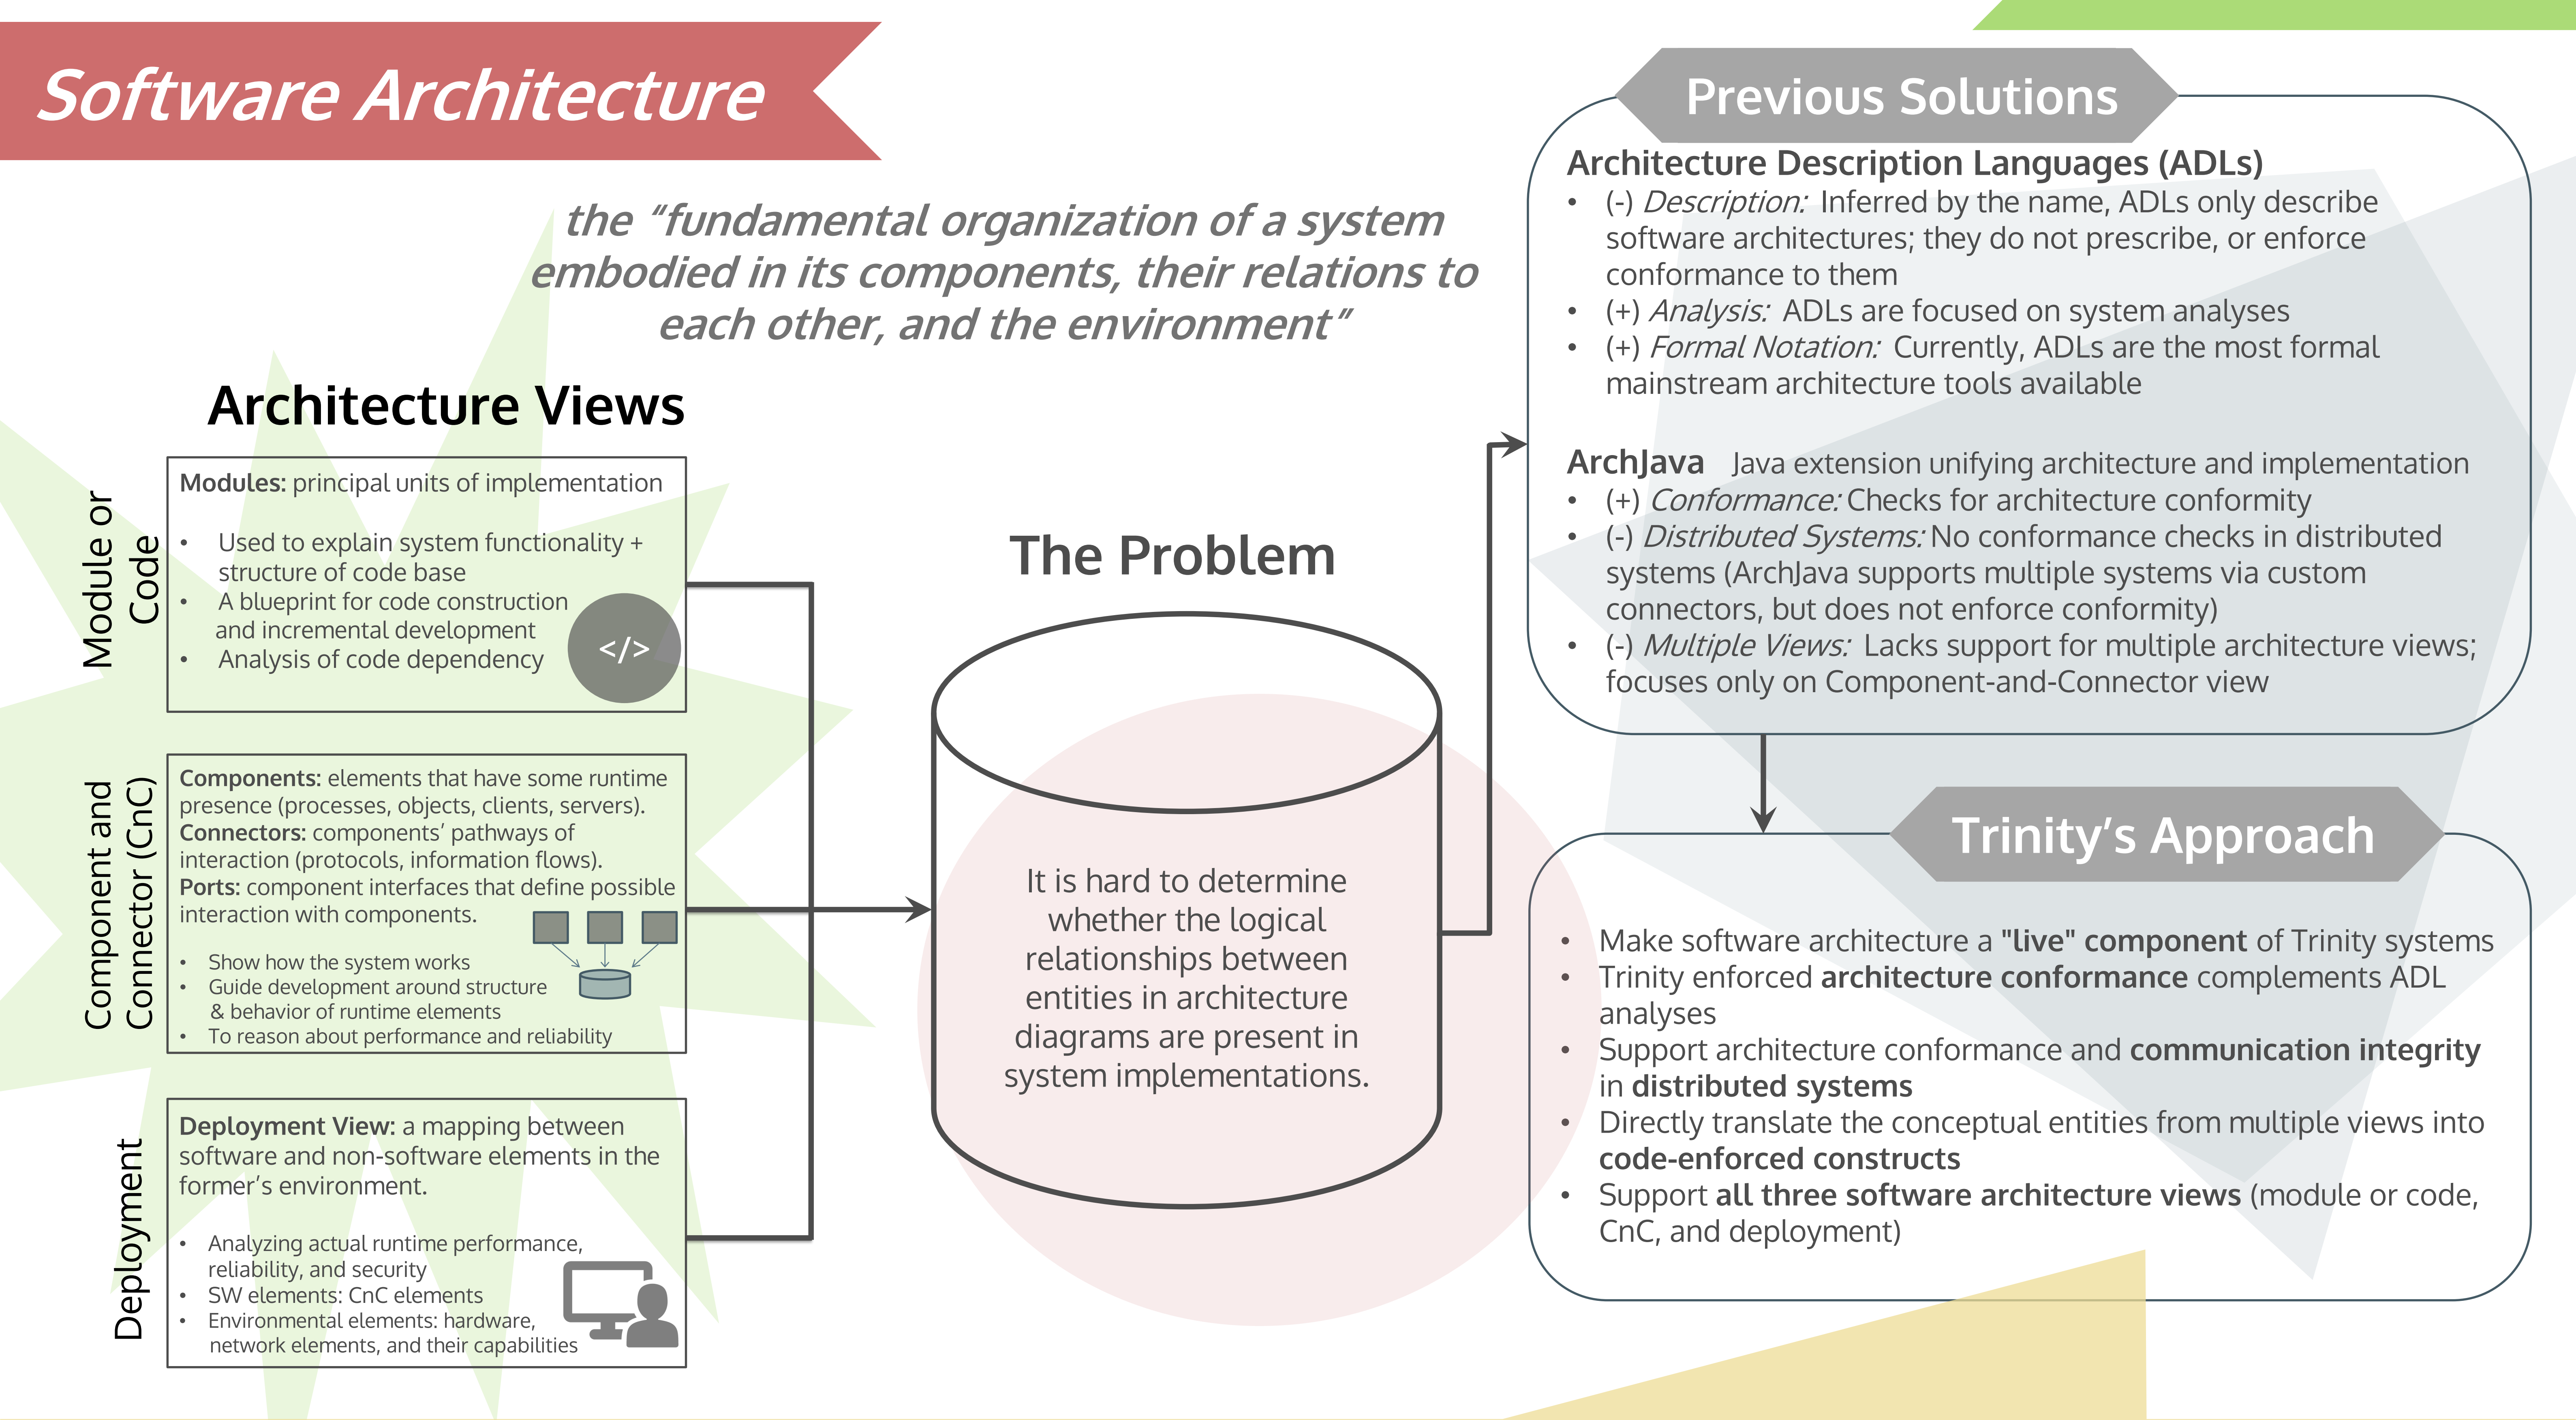 Software Architecture
the “fundamental organization of a system
embodied in its components, their relations to
each other, and the environment”
Architecture Views
Module or
Code
Modules: principal units of implementation
• Used to explain system functionality +
structure of code base
• A blueprint for code construction
and incremental development
• Analysis of code dependency
</>
Component and
Connector (CnC)
Components: elements that have some runtime
presence (processes, objects, clients, servers).
Connectors: components’ pathways of
interaction (protocols, information flows).
Ports: component interfaces that define possible
interaction with components.
• Show how the system works
• Guide development around structure
& behavior of runtime elements
• To reason about performance and reliability
Deployment
Deployment View: a mapping between
software and non-software elements in the
former’s environment.
• Analyzing actual runtime performance,
reliability, and security
• SW elements: CnC elements
• Environmental elements: hardware,
network elements, and their capabilities
The Problem
It is hard to determine
whether the logical
relationships between
entities in architecture
diagrams are present in
system implementations.
Previous Solutions
Architecture Description Languages (ADLs)
• (-) Description: Inferred by the name, ADLs only describe
software architectures; they do not prescribe, or enforce
conformance to them
• (+) Analysis: ADLs are focused on system analyses
• (+) Formal Notation: Currently, ADLs are the most formal
mainstream architecture tools available
ArchJava Java extension unifying architecture and implementation
• (+) Conformance: Checks for architecture conformity
• (-) Distributed Systems: No conformance checks in distributed
systems (ArchJava supports multiple systems via custom
connectors, but does not enforce conformity)
• (-) Multiple Views: Lacks support for multiple architecture views;
focuses only on Component-and-Connector view
Trinity’s Approach
• Make software architecture a "live" component of Trinity systems
• Trinity enforced architecture conformance complements ADL
analyses
• Support architecture conformance and communication integrity
in distributed systems
• Directly translate the conceptual entities from multiple views into
code-enforced constructs
• Support all three software architecture views (module or code,
CnC, and deployment)